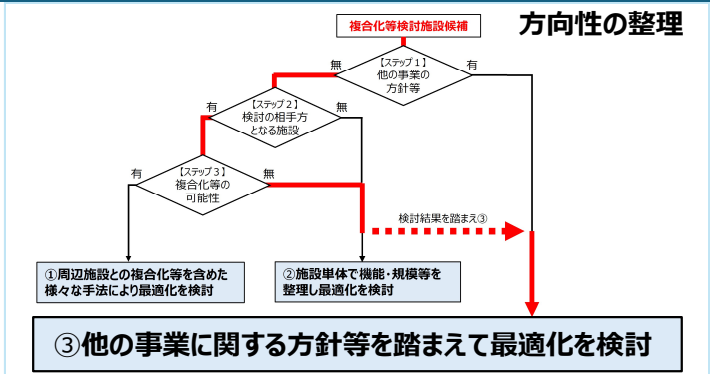 方向性の整理
複合化等検討施設候補
【ステップ1】
他の事業の
方針等
無
有
【ステップ2】
検討の相手方
となる施設
有
無
【ステップ3】
複合化等の
可能性
有
無
検討結果を踏まえ③
①周辺施設との複合化等を含めた
様々な手法により最適化を検討
②施設単体で機能・規模等を
整理し最適化を検討
③他の事業に関する方針等を踏まえて最適化を検討